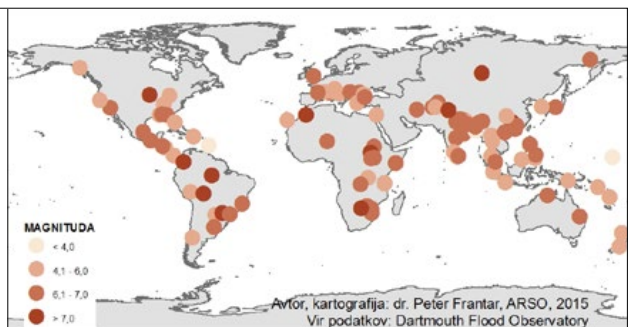 MAGNITUDA
< 4,0
4,1 - 6,0
6,1 - 7,0
> 7,0
Avtor, kartografija: dr. Peter Frantar, ARSO, 2015
Vir podatkov: Dartmouth Flood Observatory